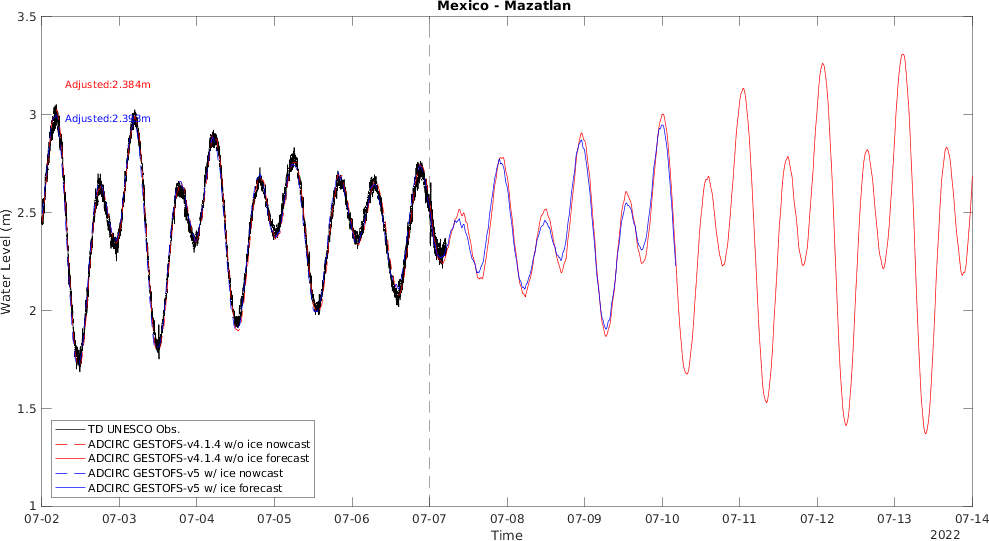 Mexico - Mazatlan
3.5
3
2.5
2
1.5
1
Water Level (m)
Adjusted:2.384m
TD UNESCO Obs.
ADCIRC GESTOFS-v4.1.4 w/o ice nowcast
ADCIRC GESTOFS-v4.1.4 w/o ice forecast
ADCIRC GESTOFS-v5 w/ ice nowcast
ADCIRC GESTOFS-v5 w/ ice forecast
07-02 07-03 07-04 07-05 07-06 07-07 07-08 07-09 07-10 07-11 07-12 07-13 07-14
Time
2022